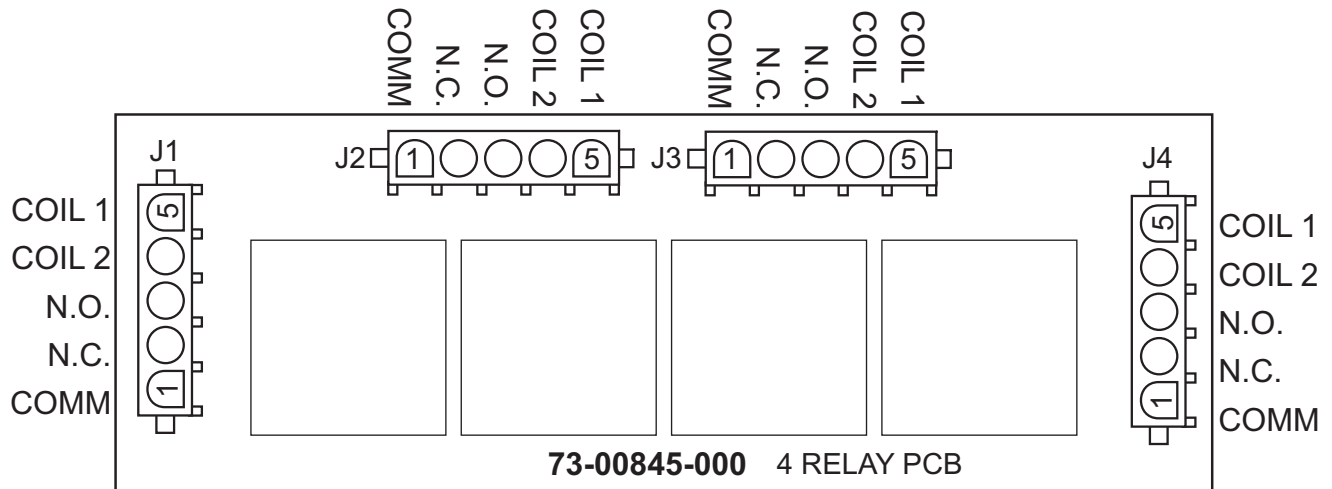 COMM
N.C.
N.O.
COIL 2
COIL 1
COMM
N.C.
N.O.
COIL 2
COIL 1
J1
J2
1
5
J3
1
5
J4
COIL 1
5
COIL 2
N.O.
N.C.
COMM
1
5
COIL 1
COIL 2
N.O.
N.C.
1
COMM
73-00845-000 4 RELAY PCB